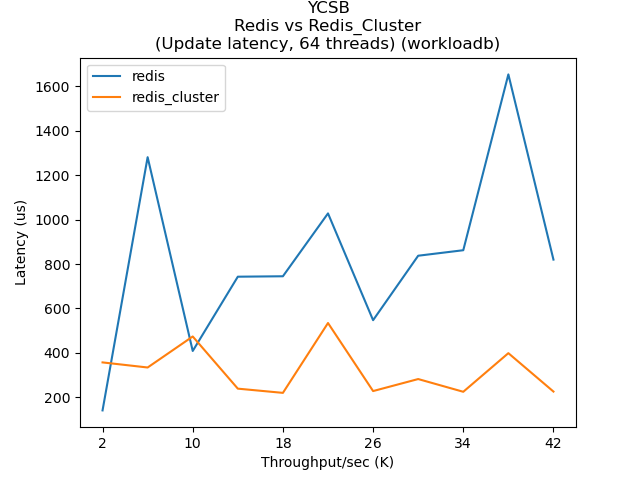 YCSB
Redis vs Redis_Cluster
(Update latency, 64 threads) (workloadb)
redis
redis_cluster
1600
1400
1200
1000
800
600
400
200
Latency (us)
2 10 18 26 34 42
Throughput/sec (K)